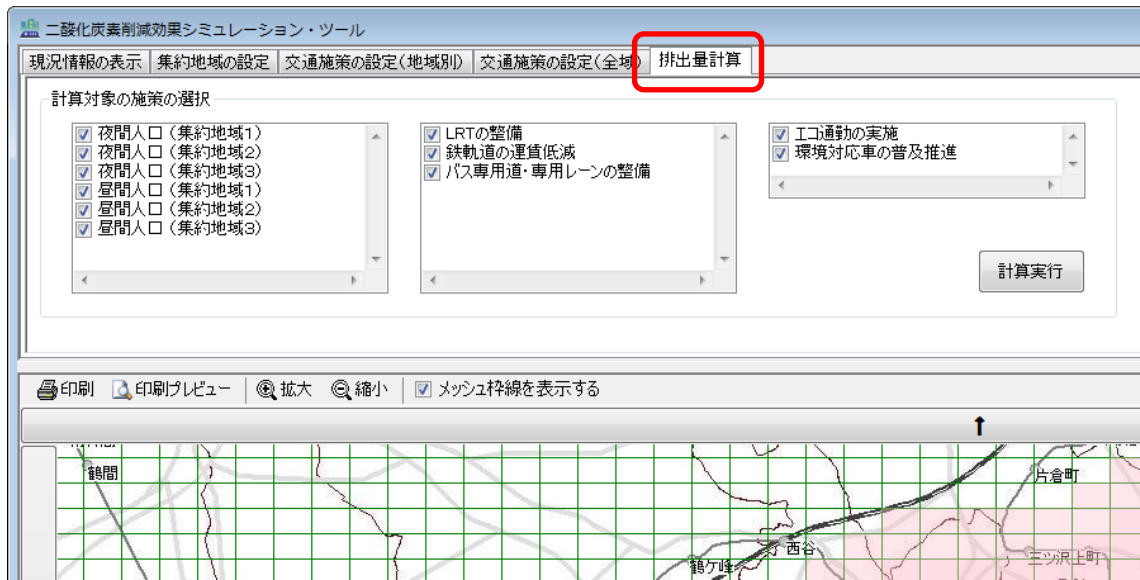 二酸化炭素削減効果シミュレーション・ツール
現況情報の表示 集約地域の設定 交通施策の設定(地域別) 交通施策の設定(全域) 排出量計算
計算対象の施策の選択
夜間人口(集約地域1)
夜間人口(集約地域2)
夜間人口(集約地域3)
昼間人口(集約地域1)
昼間人口(集約地域2)
昼間人口(集約地域3)
LRTの整備
鉄軌道の運賃低減
バス専用道・専用レーンの整備
エコ通勤の実施
環境対応車の普及推進
計算実行
印刷 印刷プレビュー 拡大 縮小 メッシュ枠線を表示する
鶴間
片倉町
西谷
鶴ケ峰
三ツ沢上町